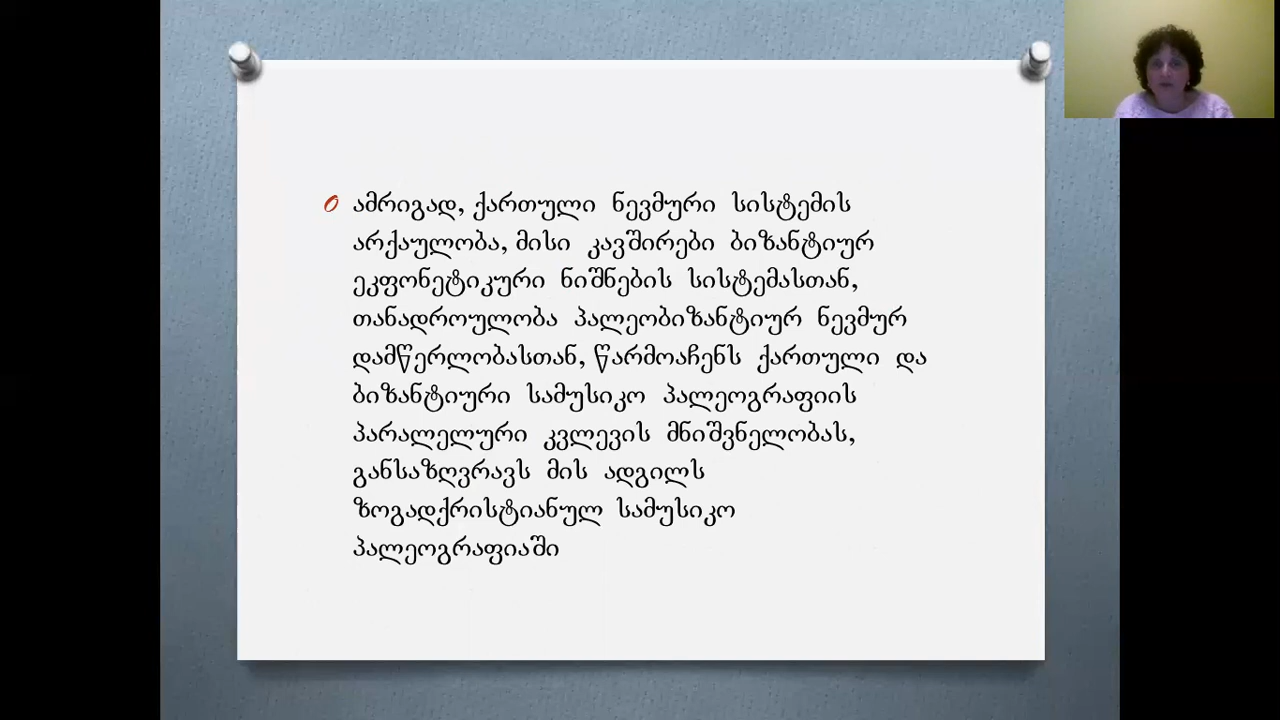 ამრიგად, ქართული ნევმური სისტემის
არქაულობა, მისი კავშირები ბიზანტიურ
ეკფონეტიკური ნიშნების სისტემასთან,
თანადროულობა პალეობიზანტიურ ნევმურ
დამწერლობასთან, წარმოაჩენს ქართული და
ბიზანტიური სამუსიკო პალეოგრაფიის
პარალელური კვლევის მნიშვნელობას,
განსაზღვრავს მის ადგილს
ზოგადქრისტიანულ სამუსიკო
პალეოგრაფიაში